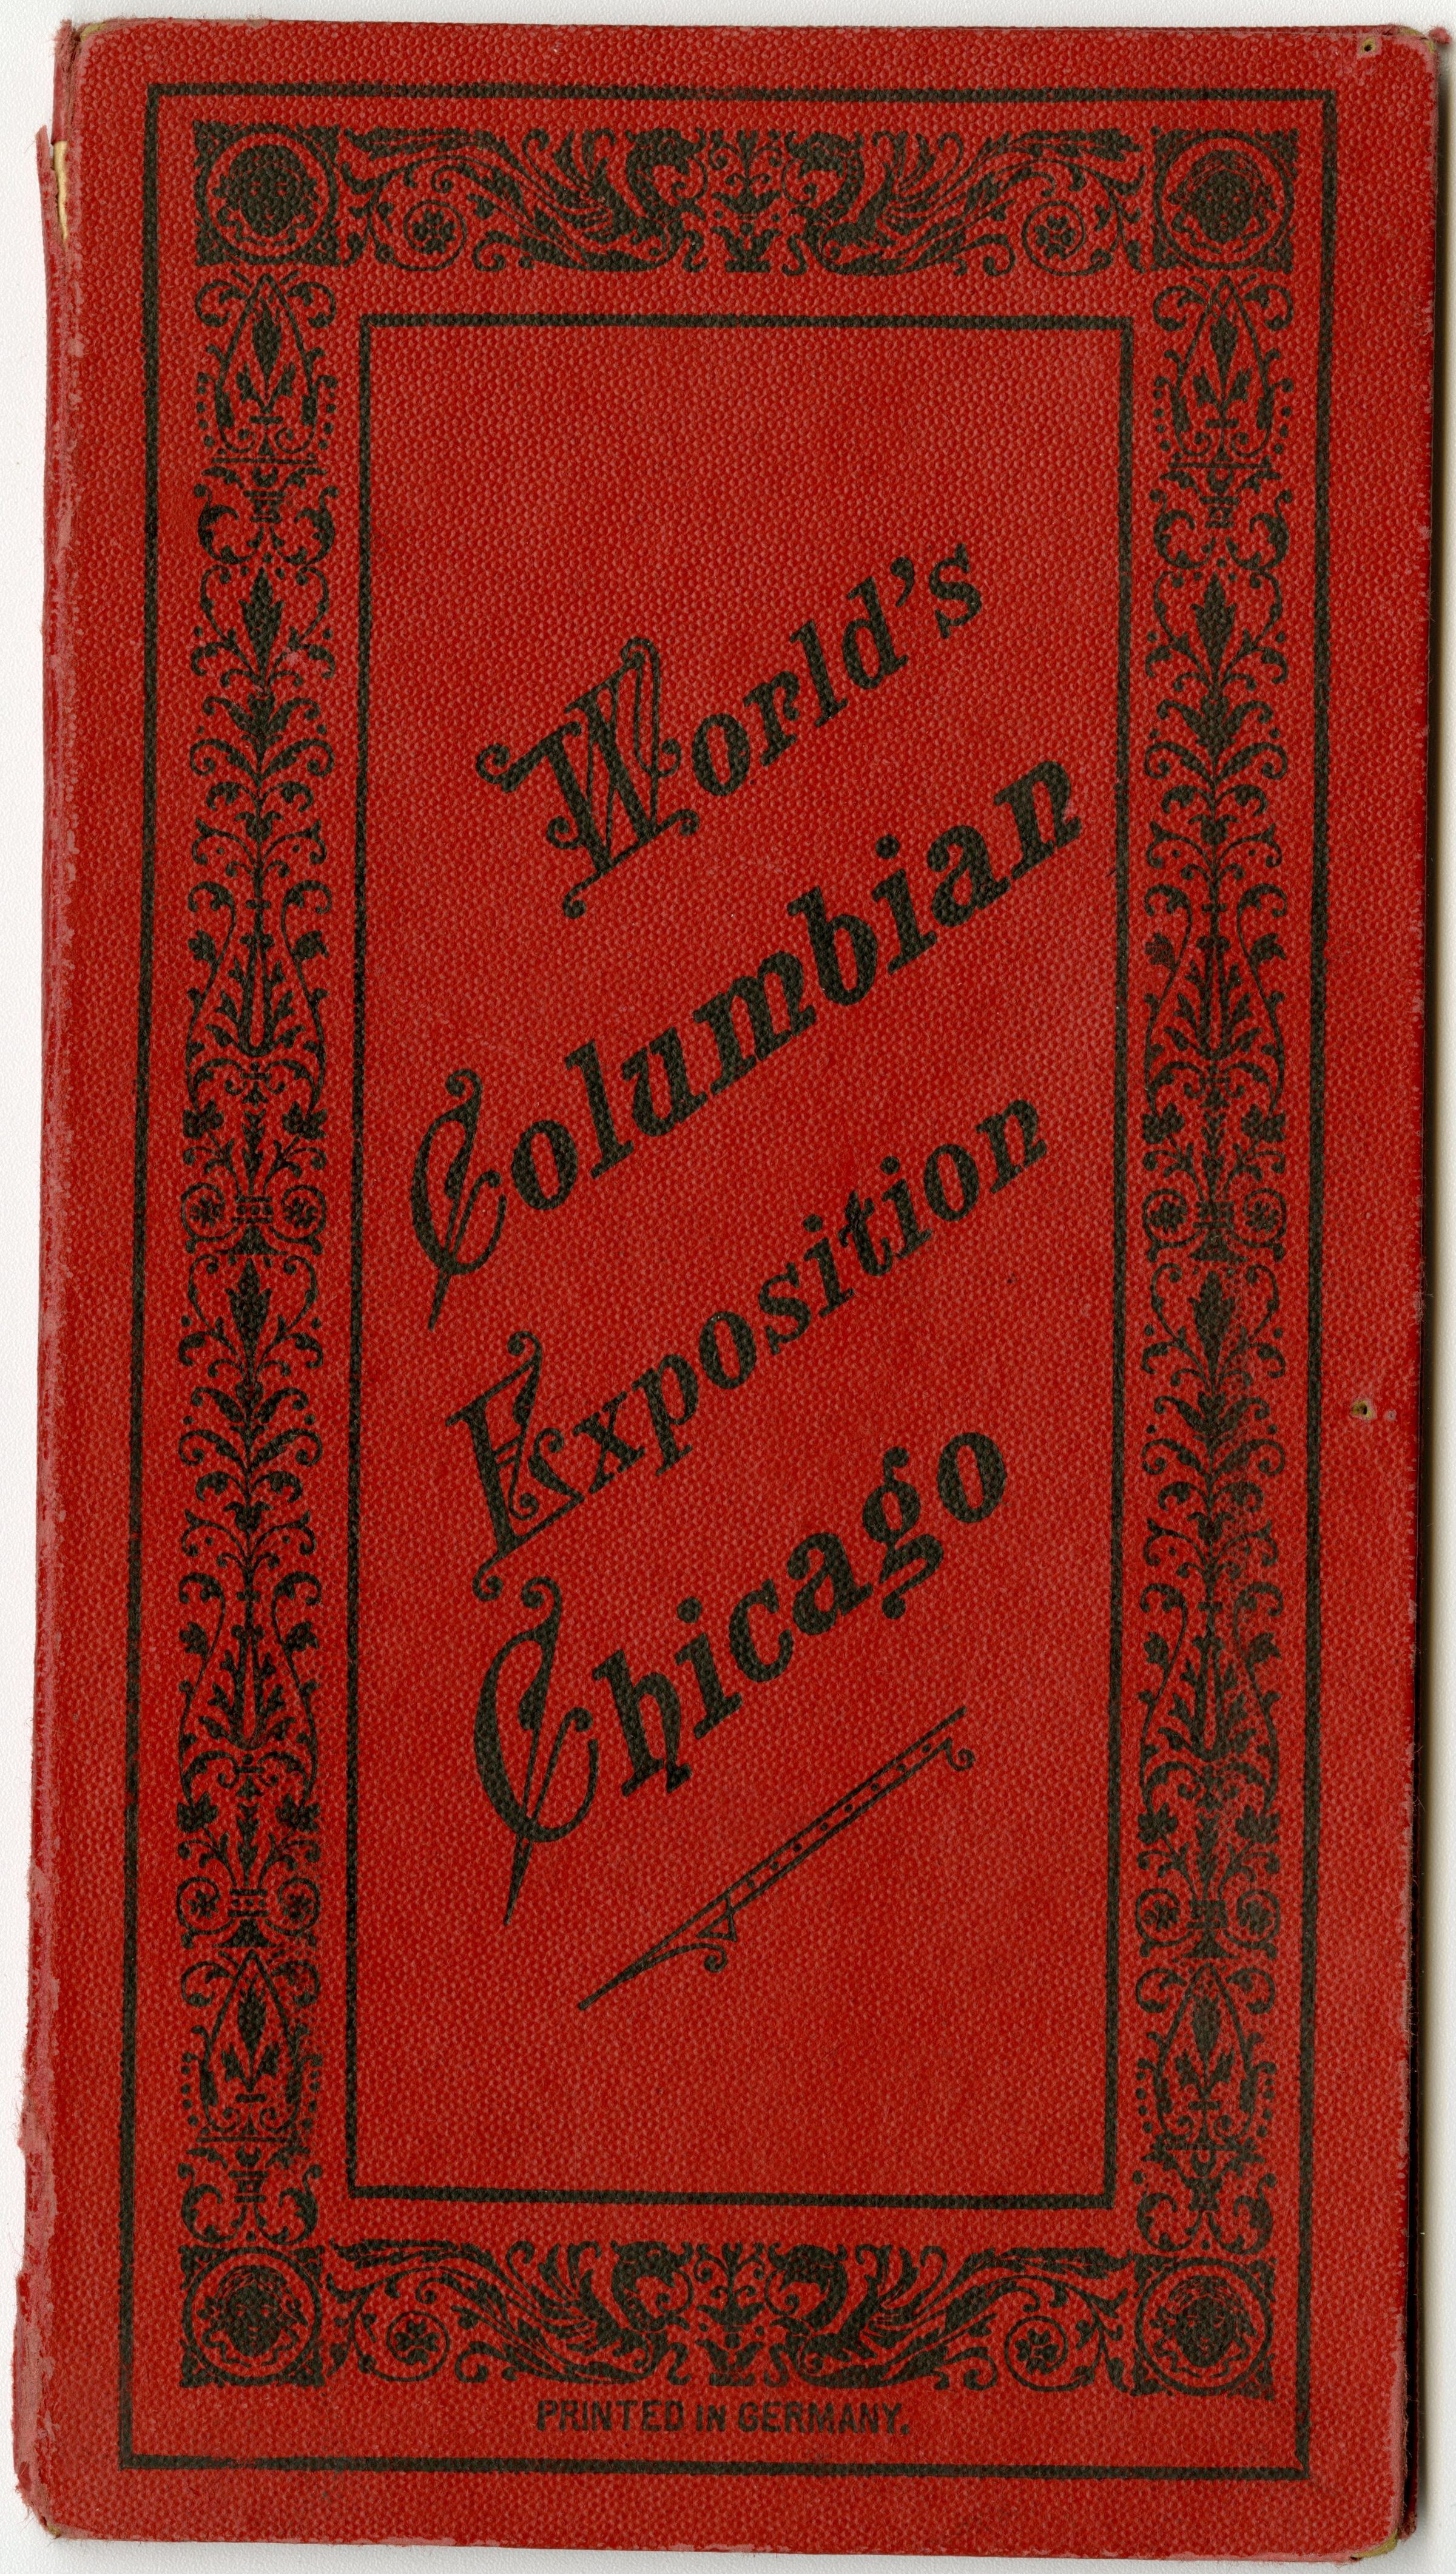 World's
Columbian
Exposition
Chicago
PRINTED IN GERMANY.